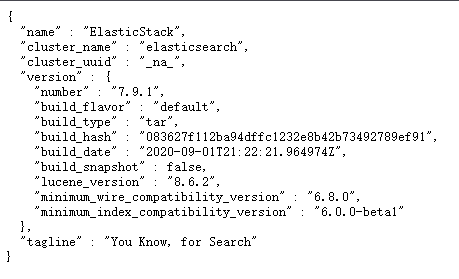 {
  "name" : "ElasticStack",
  "cluster_name" : "elasticsearch",
  "cluster_uuid" : "_na_",
  "version" : {
    "number" : "7.9.1",
    "build_flavor" : "default",
    "build_type" : "tar",
    "build_hash" : "083627f112ba94dffc1232e8b42b73492789ef91",
    "build_date" : "2020-09-01T21:22:21.964974Z",
    "build_snapshot" : false,
    "lucene_version" : "8.6.2",
    "minimum_wire_compatibility_version" : "6.8.0",
    "minimum_index_compatibility_version" : "6.0.0-beta1"
  },
  "tagline" : "You Know, for Search"
}